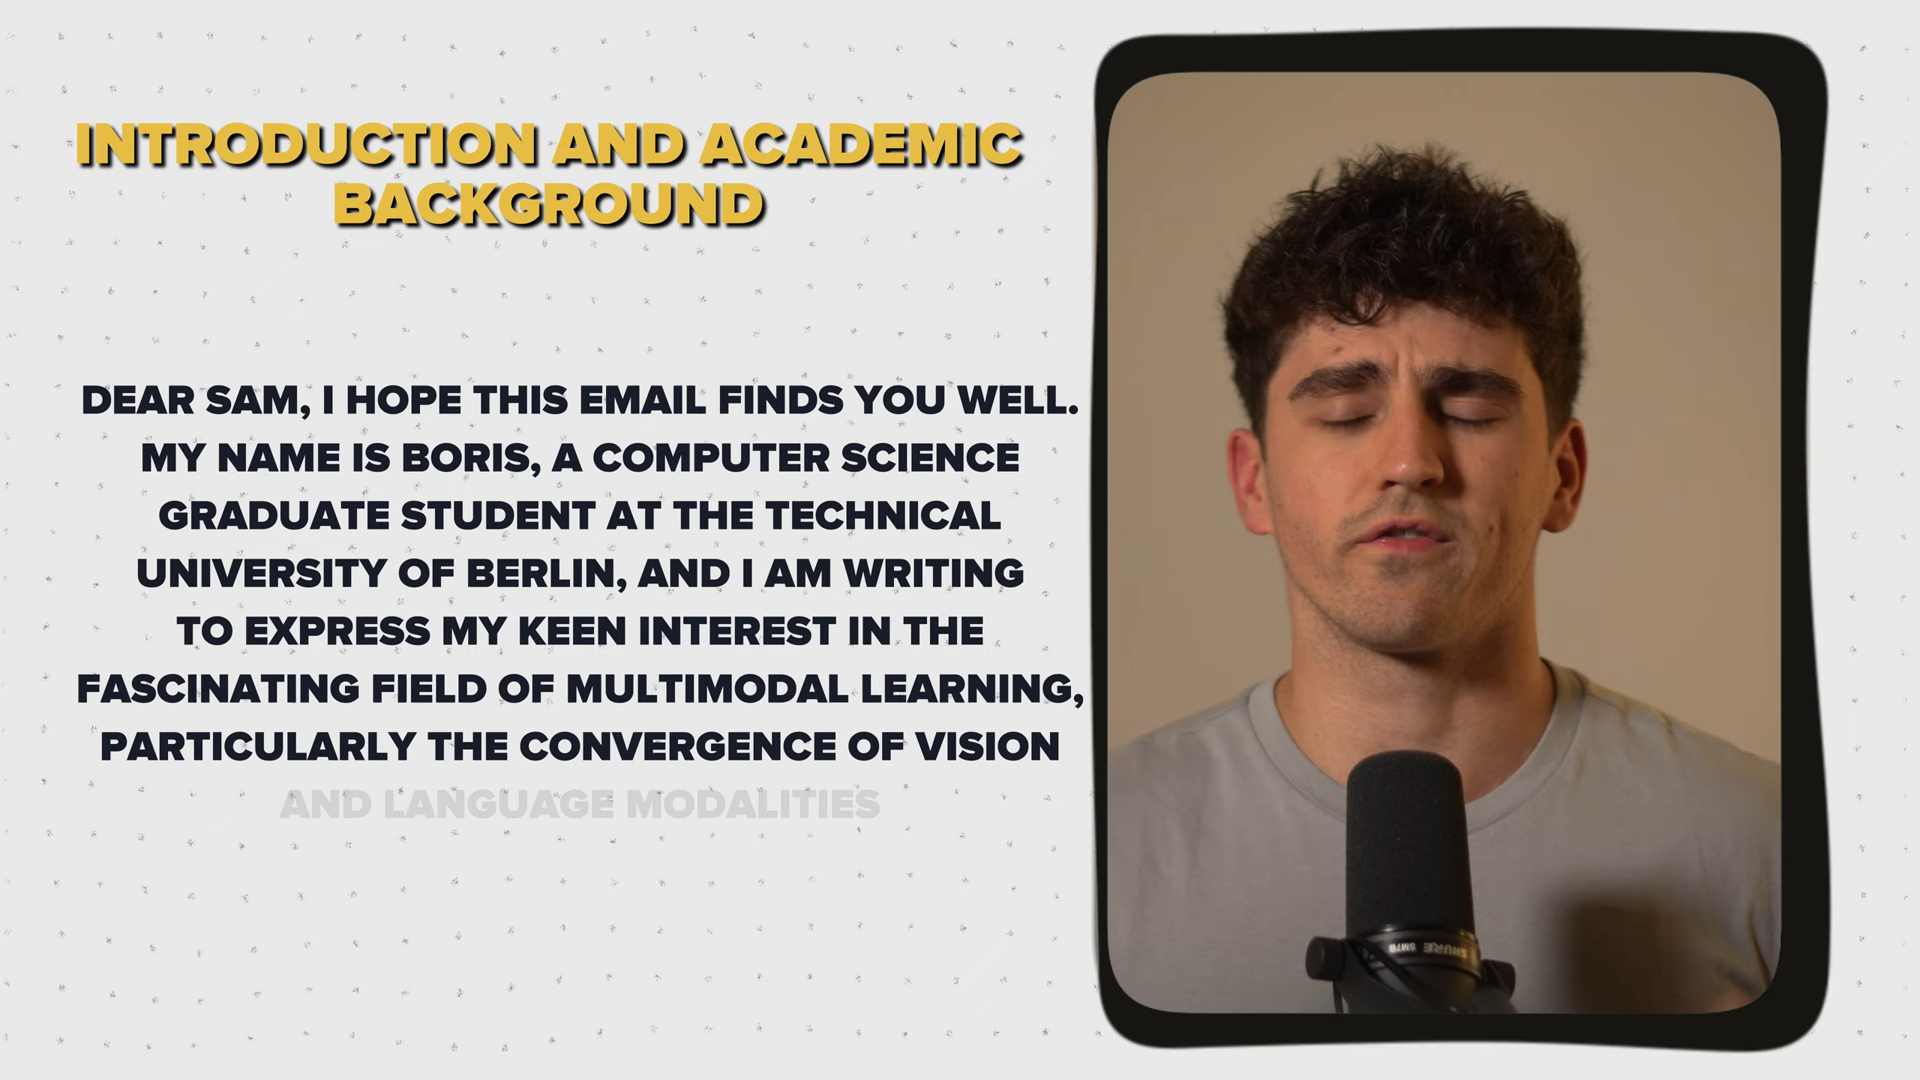 INTRODUCTION AND ACADEMIC
BACKGROUND
DEAR SAM, I HOPE THIS EMAIL FINDS YOU WELL.
MY NAME IS BORIS, A COMPUTER SCIENCE
GRADUATE STUDENT AT THE TECHNICAL
UNIVERSITY OF BERLIN, AND I AM WRITING
TO EXPRESS MY KEEN INTEREST IN THE
FASCINATING FIELD OF MULTIMODAL LEARNING,
PARTICULARLY THE CONVERGENCE OF VISION
AND LANGUAGE MODALITIES
SHURE SM7B